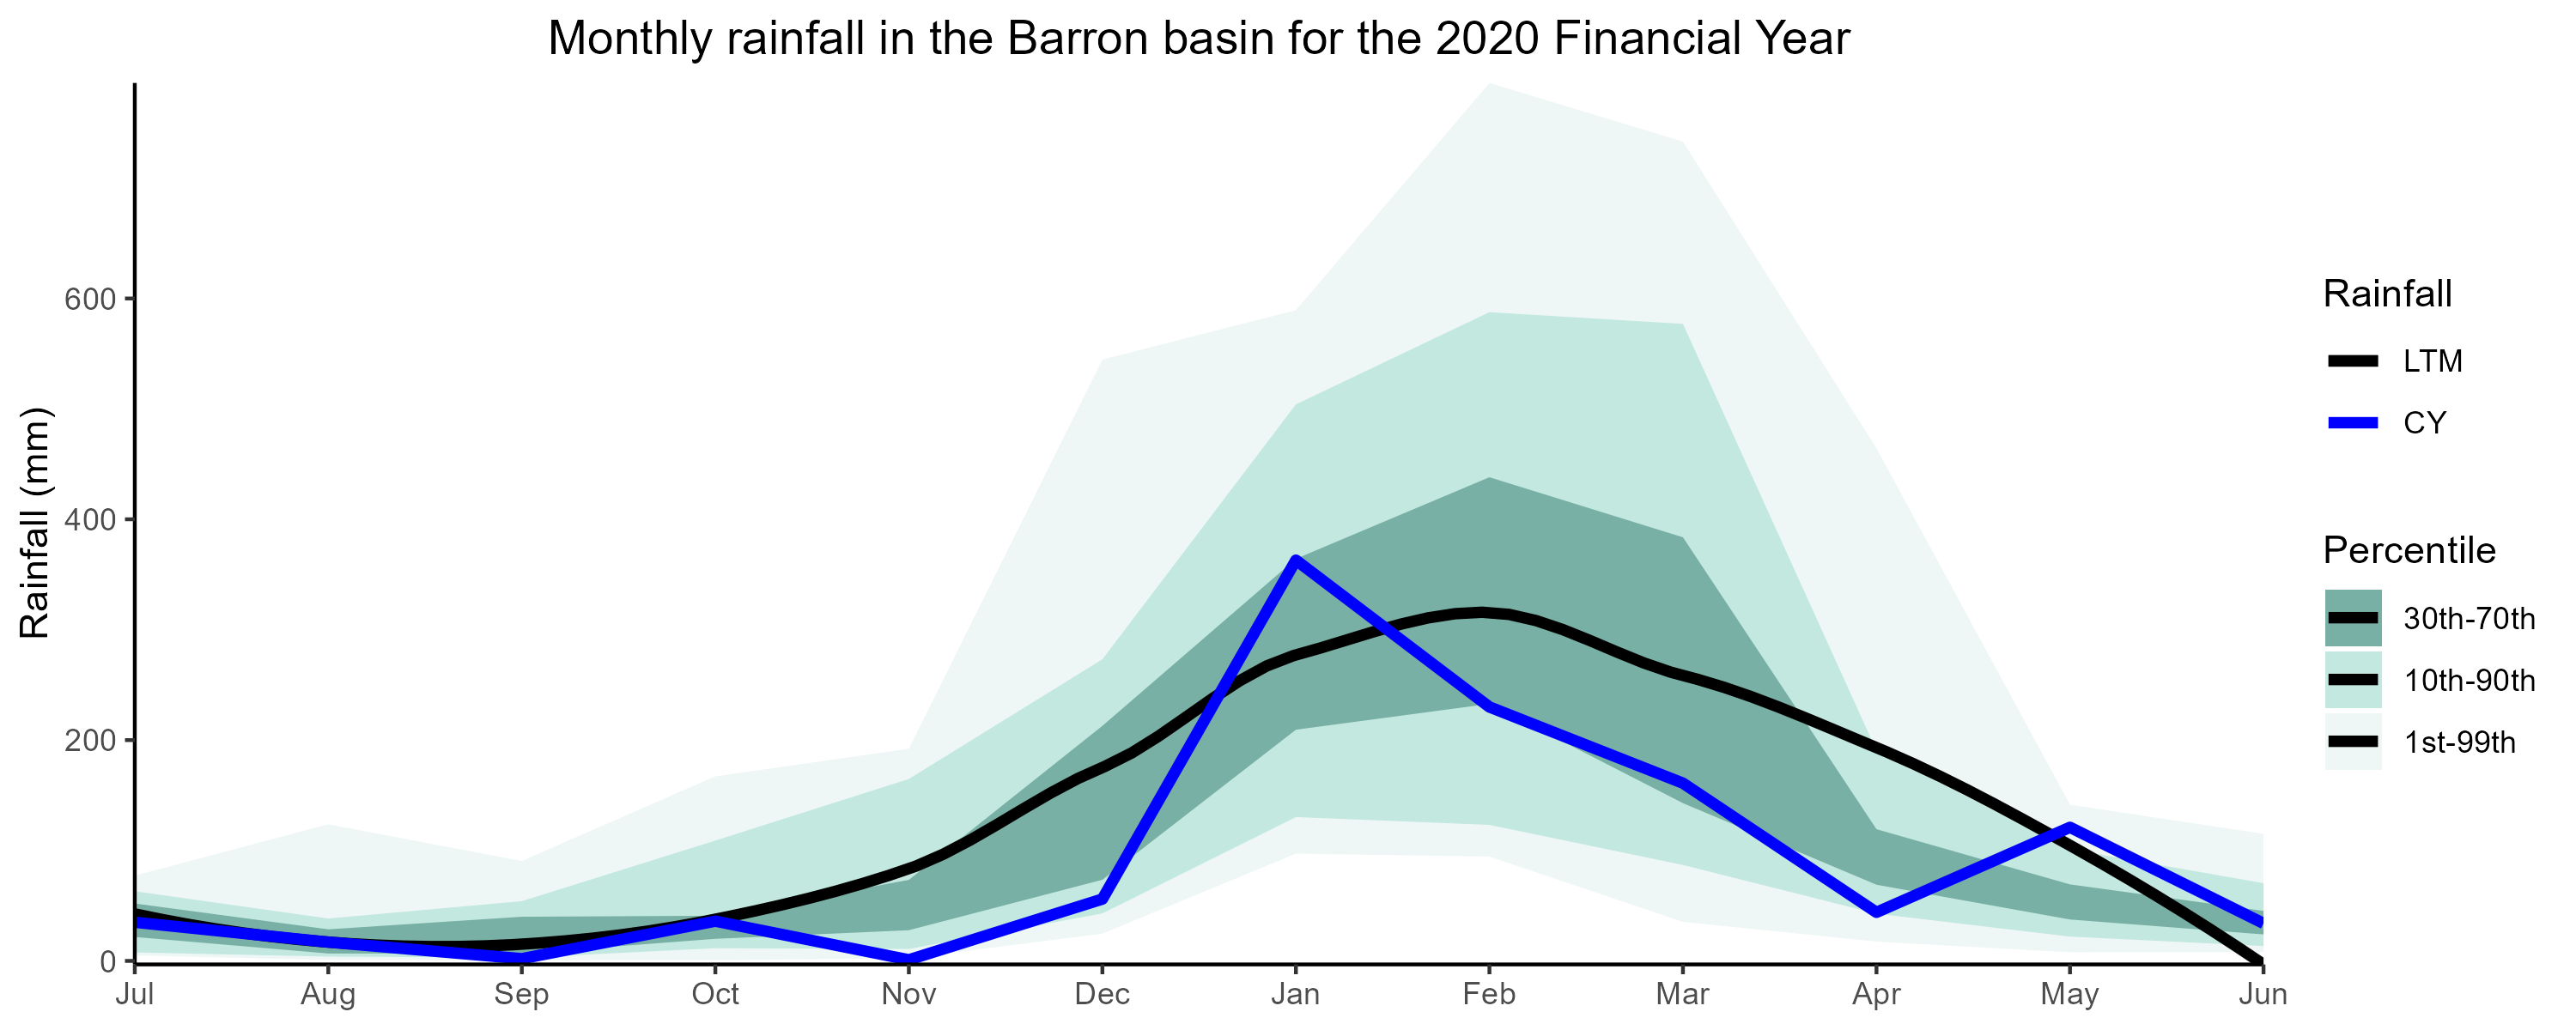 Monthly rainfall in the Barron basin for the 2020 Financial Year
Rainfall (mm)
600
400
200
0
Jul Aug Sep Oct Nov Dec Jan Feb Mar Apr May Jun
Rainfall
LTM
CY
Percentile
30th-70th
10th-90th
1st-99th